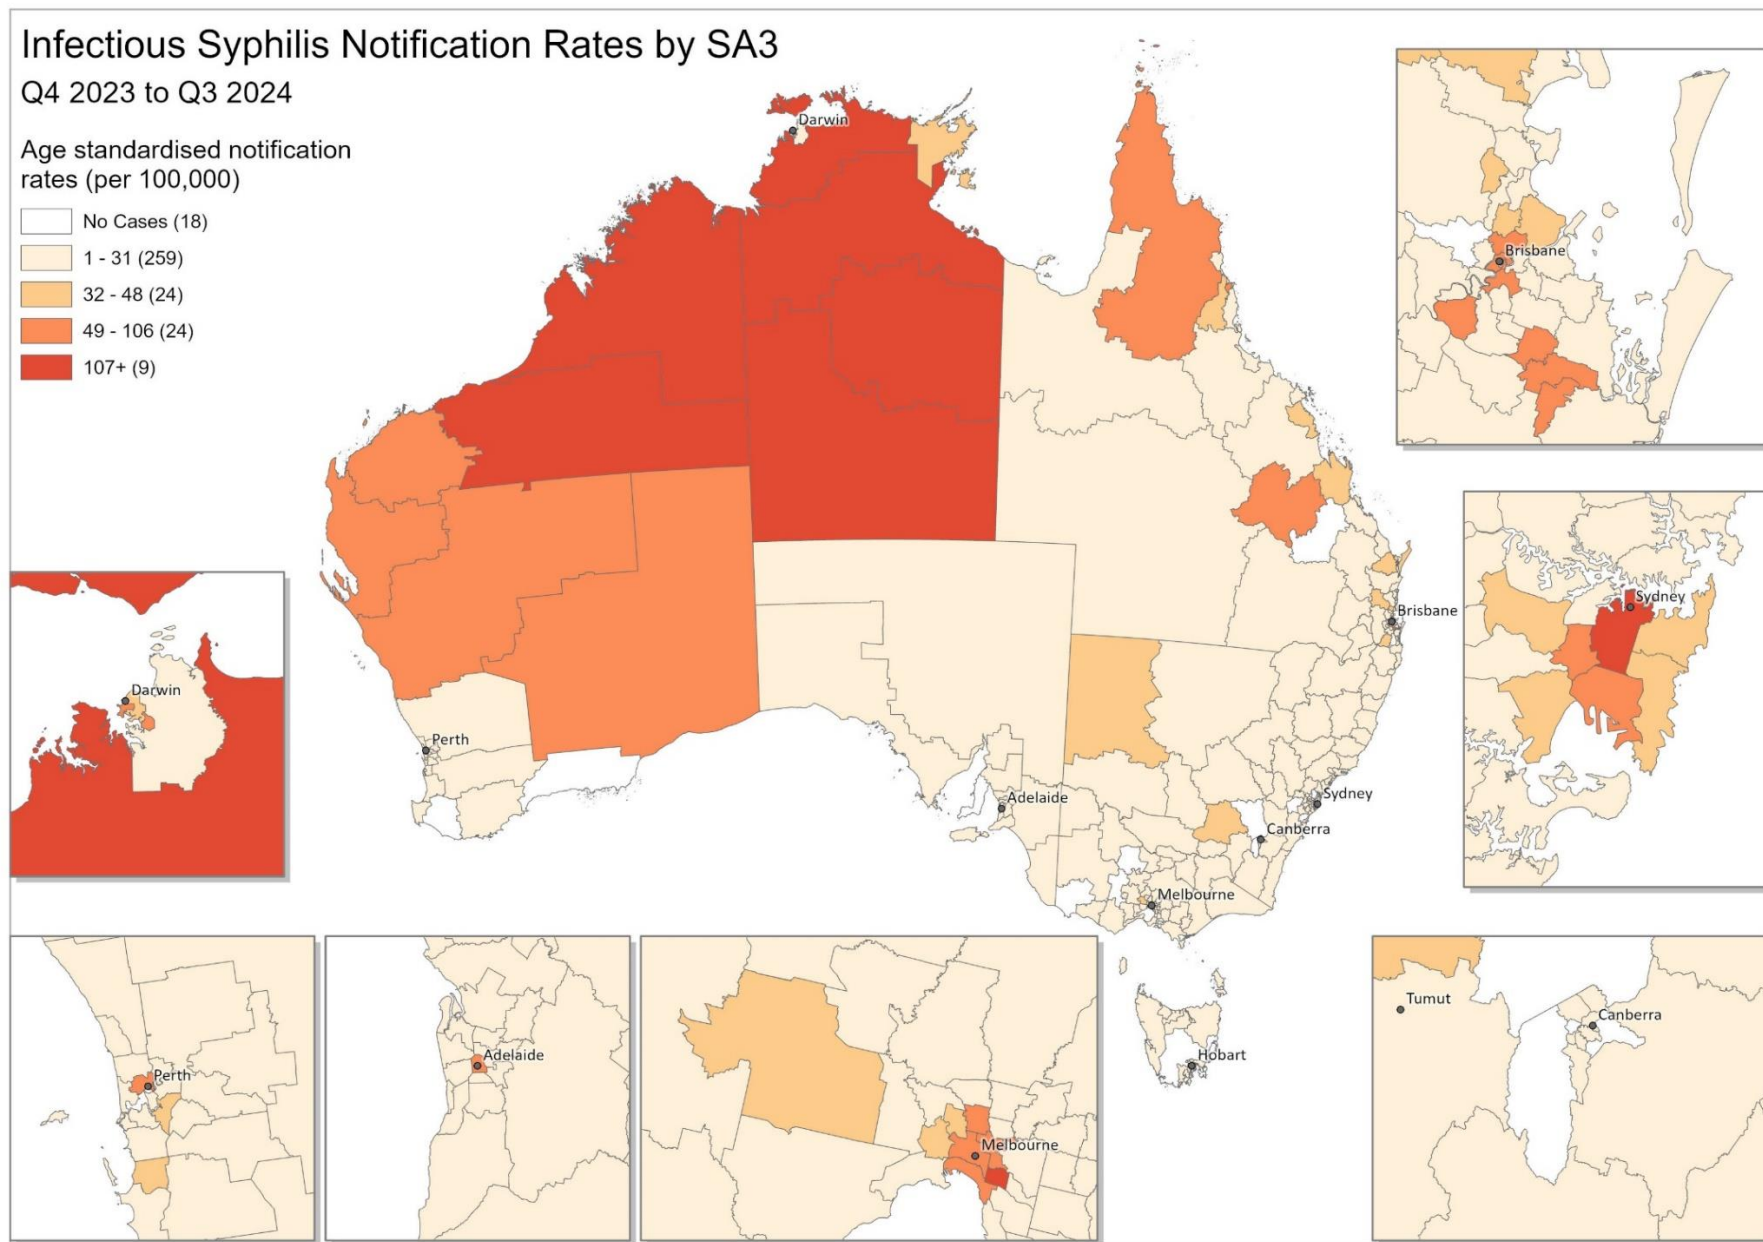 Infectious Syphilis Notification Rates by SA3
Q4 2023 to Q3 2024
Age standardised notification
rates (per 100,000)
No Cases (18)
1 - 31 (259)
32 - 48 (24)
49 - 106 (24)
107+ (9)
Darwin
Brisbane
Perth
Adelaide
Sydney
Canberra
Melbourne
Hobart
Brisbane
Sydney
Darwin
Perth
Adelaide
Melbourne
Tumut
Canberra